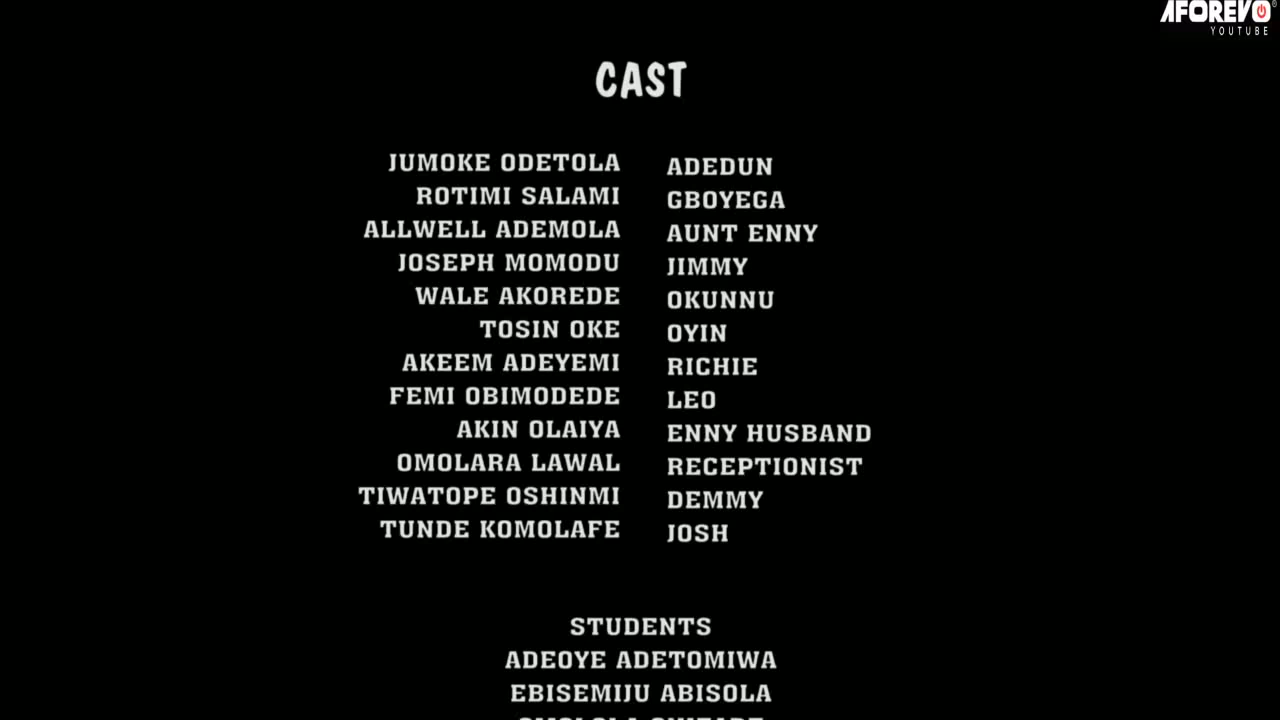 AFOREVO
YOUTUBE
CAST
JUMOKE ODETOLA ADEDUN
ROTIMI SALAMI GBOYEGA
ALLWELL ADEMOLA AUNT ENNY
JOSEPH MOMODU JIMMY
WALE AKOREDE OKUNNU
TOSIN OKE OYIN
AKEEM ADEYEMI RICHIE
FEMI OBIMODEDE LEO
AKIN OLAIYA ENNY HUSBAND
OMOLARA LAWAL RECEPTIONIST
TIWATOPE OSHINMI DEMMY
TUNDE KOMOLAFE JOSH
STUDENTS
ADEOYE ADETOMIWA
EBISEMIJU ABISOLA